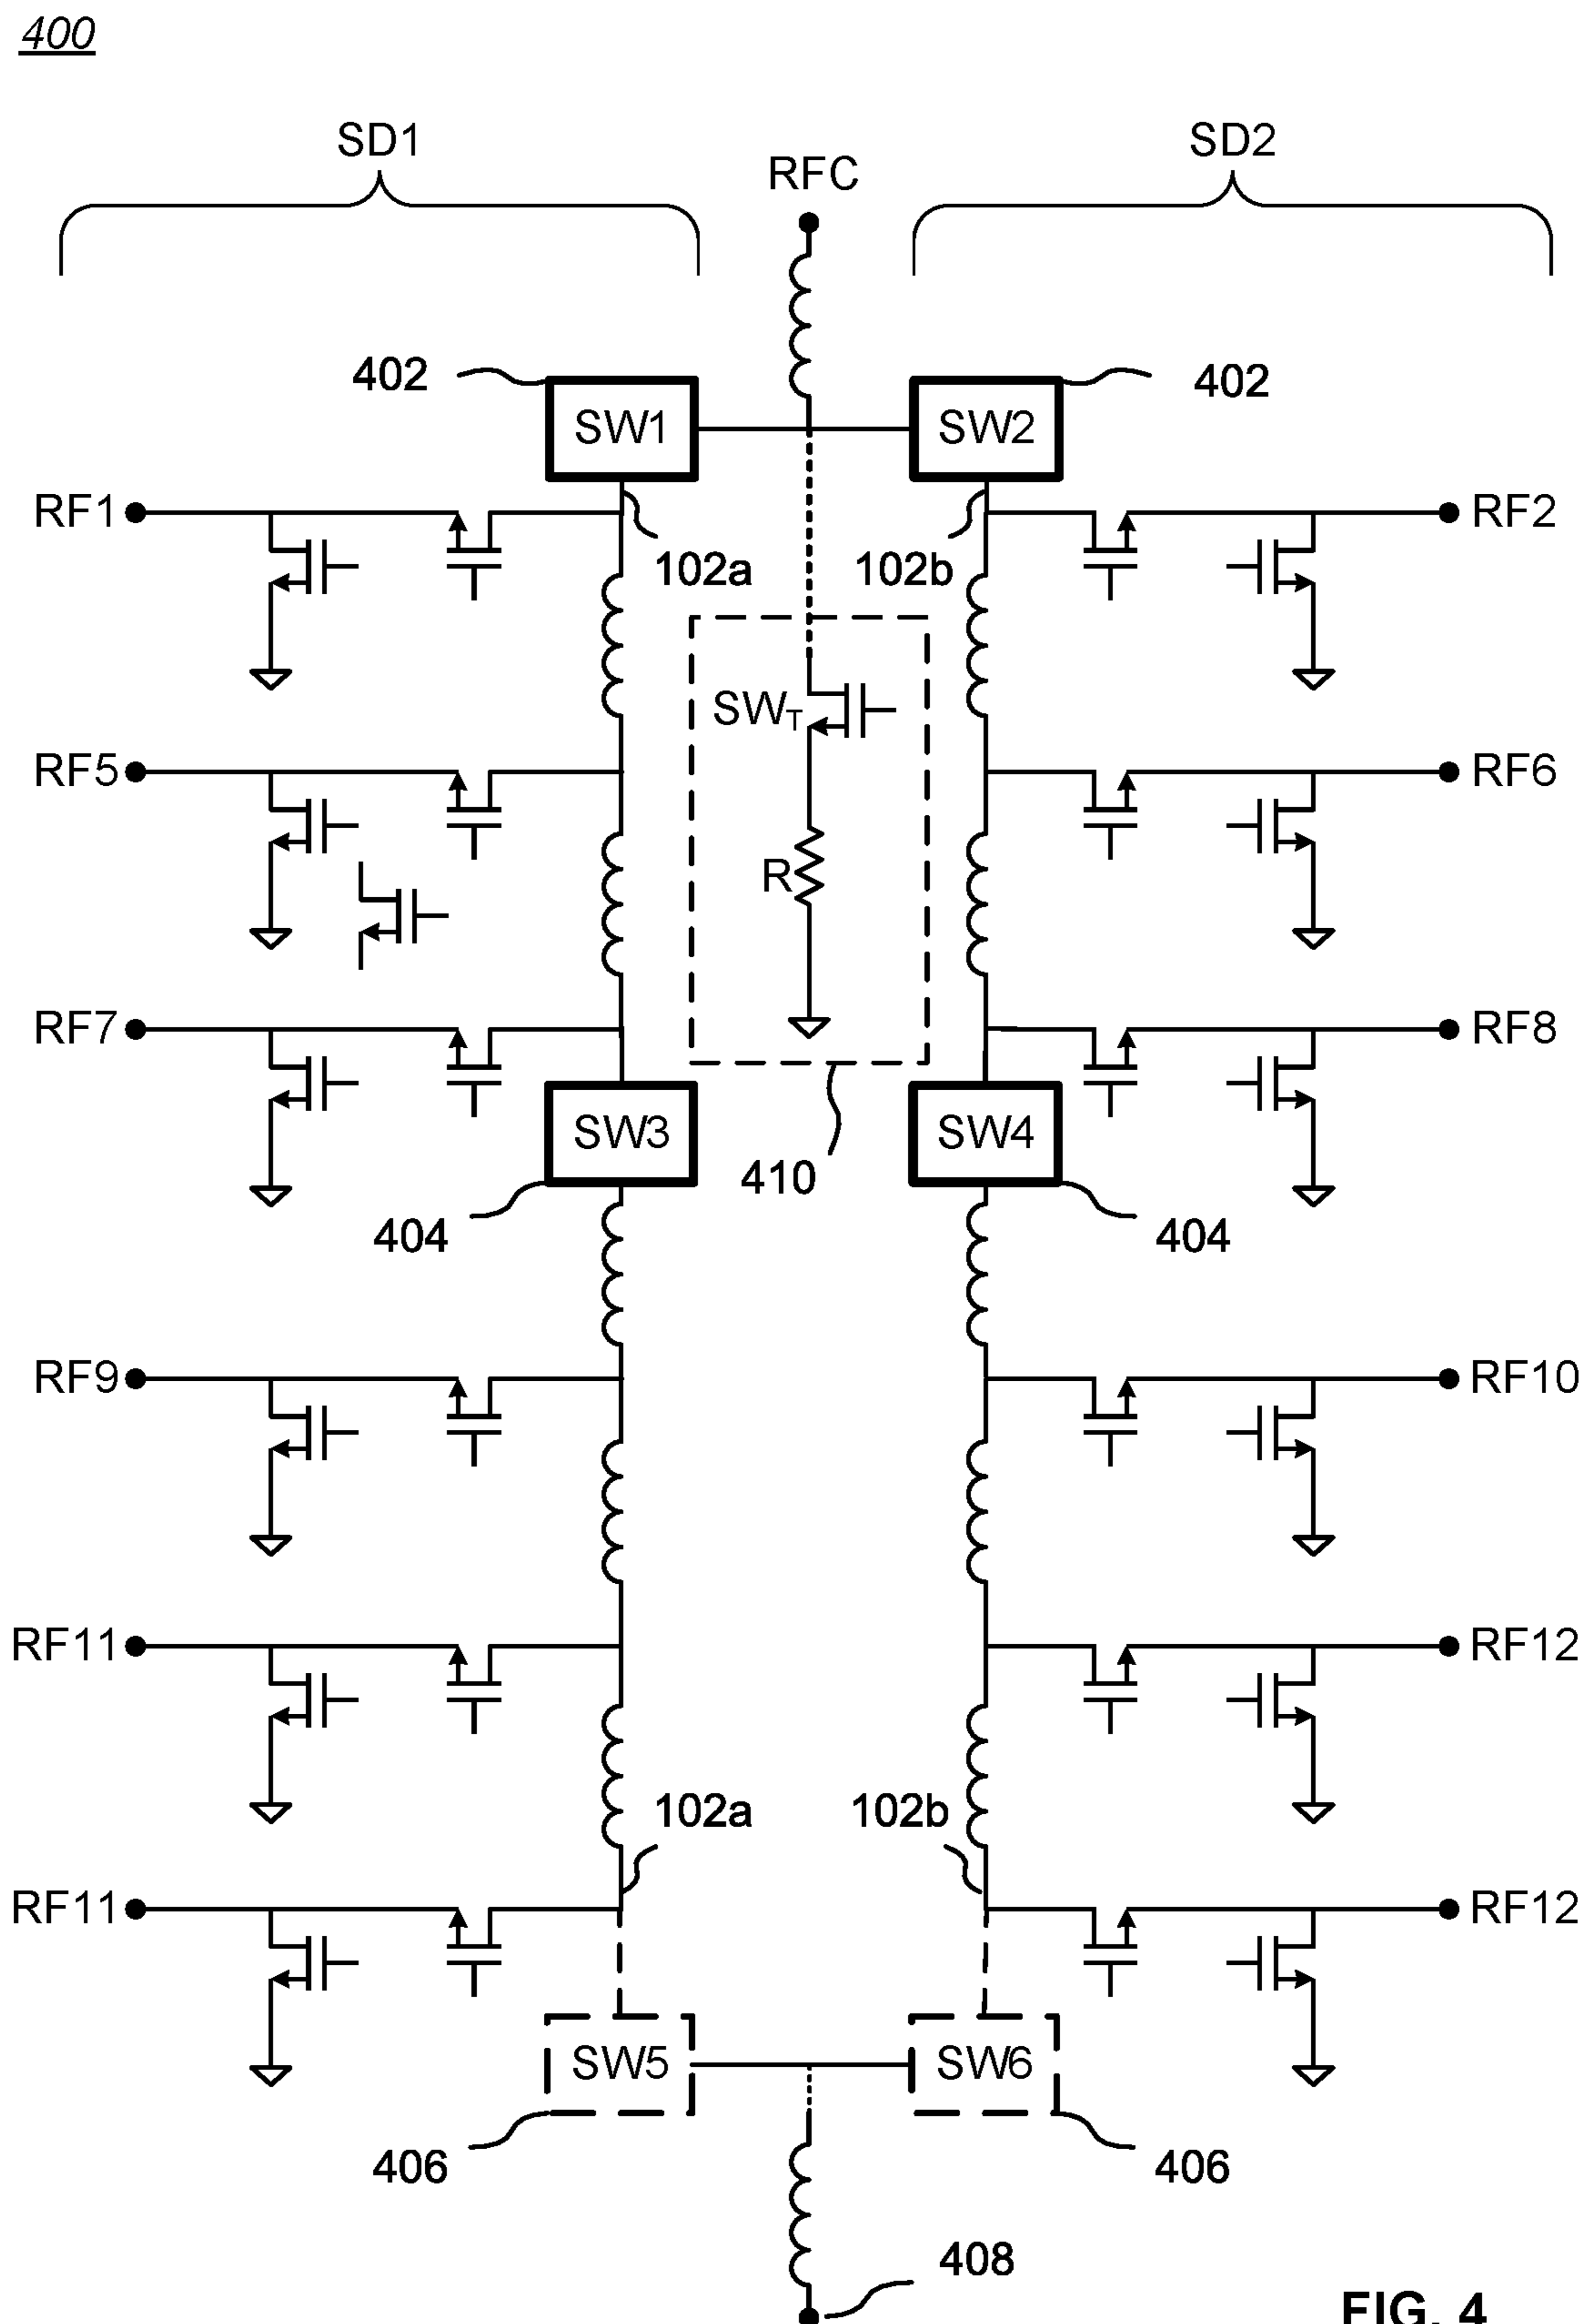 400
SD1
SD2
RFC
402
402
SW1
SW2
RF1
RF2
102a
102b
RF5
SWT
RF6
R
RF7
RF8
SW3
SW4
410
404
404
RF9
RF10
RF11
RF12
102a
102b
RF11
RF12
SW5
SW6
406
406
408
FIG. 4